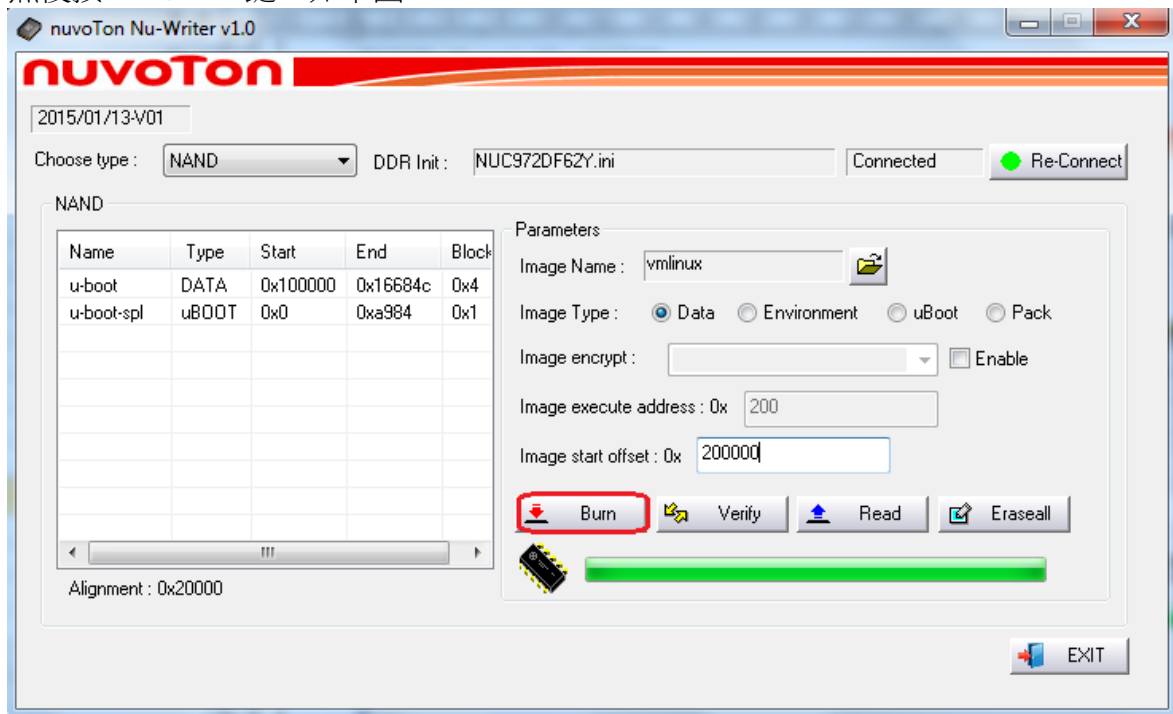 nuvoTon Nu-Writer v1.0
nuvoTon
2015/01/13-V01
Choose type : NAND DDR Init : NUC972DF62Y.ini Connected Re-Connect
NAND
Name Type Start End Block
u-boot DATA 0x100000 0x16684c 0x4
u-boot-spl uBOOT 0x0 0xa984 0x1
Alignment : 0x20000
Parameters
Image Name : vmlinux
Image Type : Data Environment uBoot Pack
Image encrypt : Enable
Image execute address : 0x 200
Image start offset : 0x 200000
Burn Verify Read Eraseall
EXIT